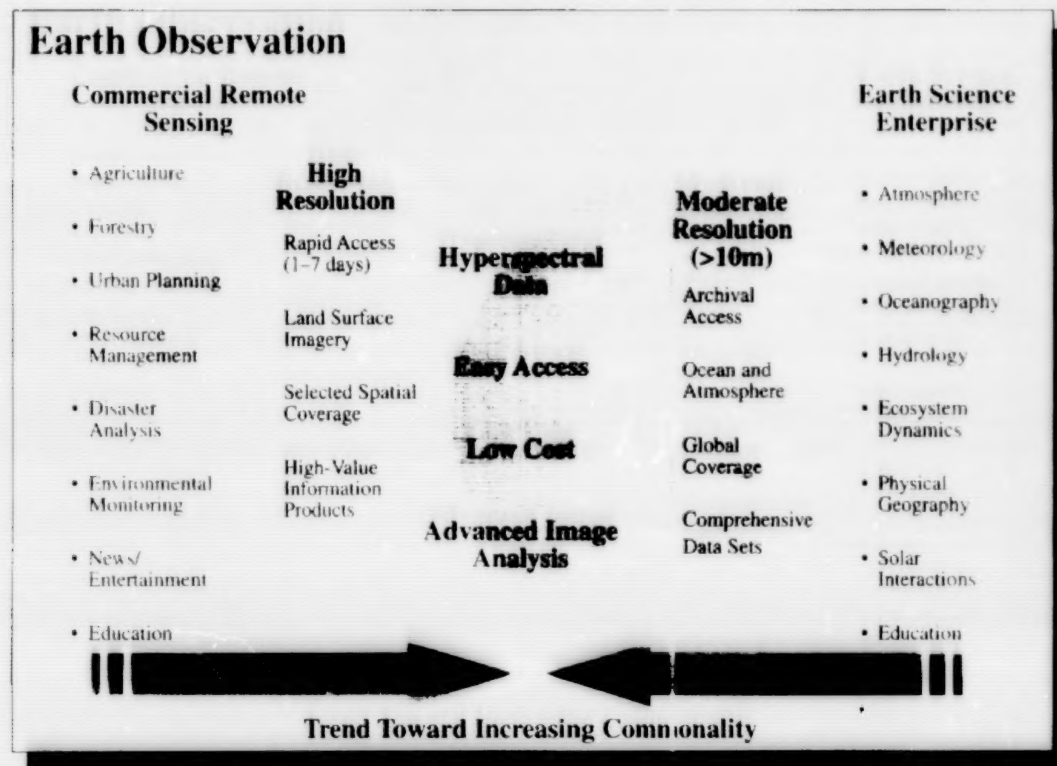 Earth Observation
Commercial Remote
Sensing
• Agriculture
• Forestry
• Urban Planning
• Resource
Management
• Disaster
Analysis
• Environmental
Monitoring
• News/
Entertainment
• Education
High
Resolution
Rapid Access
(1–7 days)
Land Surface
Imagery
Selected Spatial
Coverage
High-Value
Information
Products
Hyperspectral
Data
Easy Access
Low Cost
Advanced Image
Analysis
Moderate
Resolution
(>10m)
Archival
Access
Ocean and
Atmosphere
Global
Coverage
Comprehensive
Data Sets
Earth Science
Enterprise
• Atmosphere
• Meteorology
• Oceanography
• Hydrology
• Ecosystem
Dynamics
• Physical
Geography
• Solar
Interactions
• Education
Trend Toward Increasing Commonality